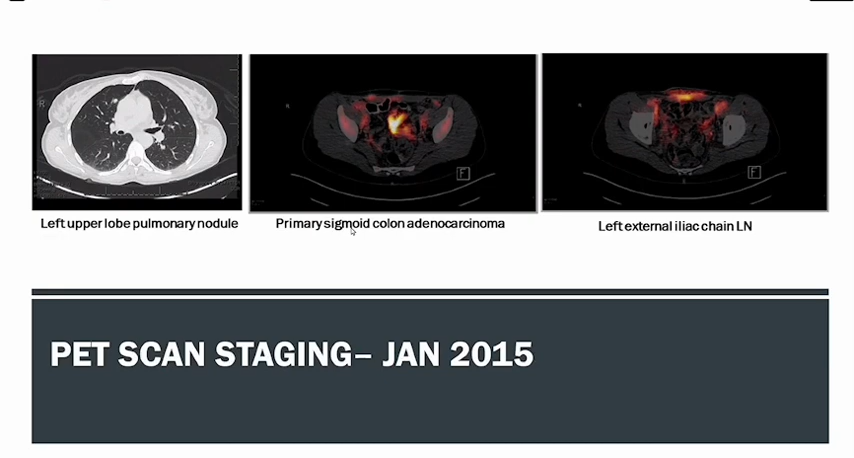 R
Left upper lobe pulmonary nodule
R
F
Primary sigmoid colon adenocarcinoma
F
Left external iliac chain LN
PET SCAN STAGING– JAN 2015